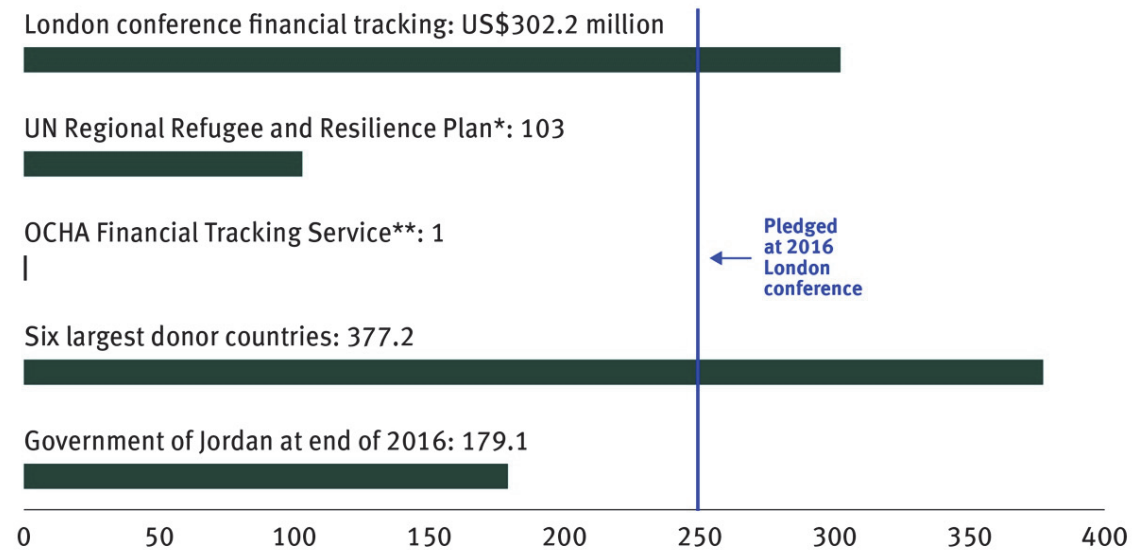 London conference financial tracking: US$302.2 million
UN Regional Refugee and Resilience Plan*: 103
OCHA Financial Tracking Service**: 1
Pledged
at 2016
London
conference
Six largest donor countries: 377.2
Government of Jordan at end of 2016: 179.1
0 50 100 150 200 250 300 350 400